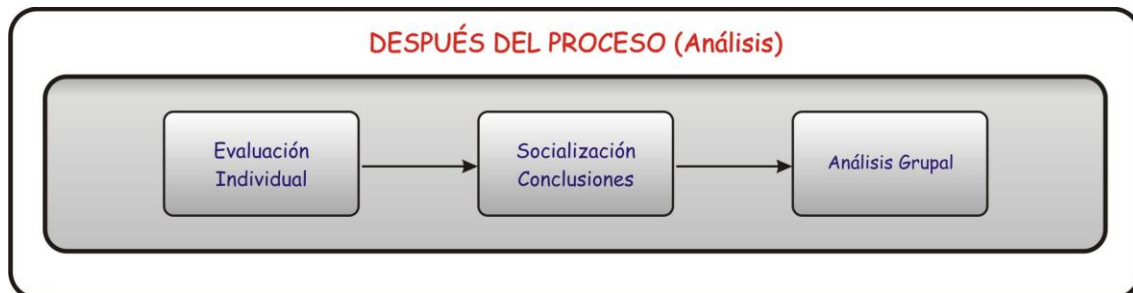 DESPUÉS DEL PROCESO (Análisis)
Evaluación
Individual
Socialización
Conclusiones
Análisis Grupal